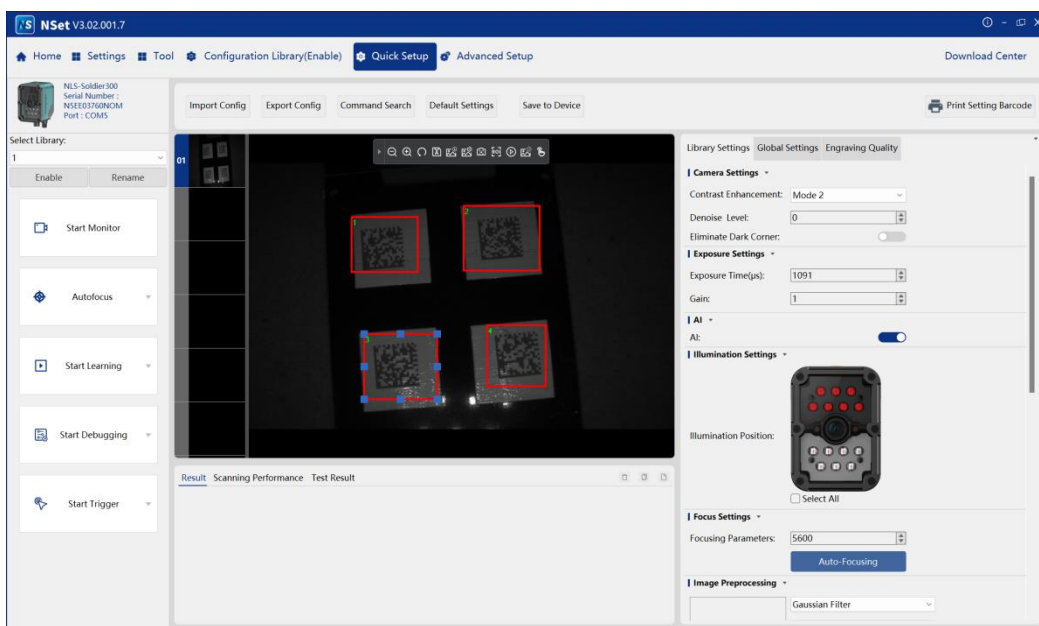 NS NSet V3.02.001.7
Home Settings Tool Configuration Library(Enable) Quick Setup Advanced Setup Download Center
NLS-Soldier300
Serial Number :
NSEE03760NOM
Port : COM5
Import Config Export Config Command Search Default Settings Save to Device Print Setting Barcode
Select Library:
1
Enable Rename
Start Monitor
Autofocus
Start Learning
Start Debugging
Start Trigger
01
1
2
3
4
Result Scanning Performance Test Result
Library Settings Global Settings Engraving Quality
Camera Settings
Contrast Enhancement: Mode 2
Denoise Level: 0
Eliminate Dark Corner:
Exposure Settings
Exposure Time(μs): 1091
Gain: 1
AI
AI:
Illumination Settings
Illumination Position:
Select All
Focus Settings
Focusing Parameters: 5600
Auto-Focusing
Image Preprocessing
Gaussian Filter